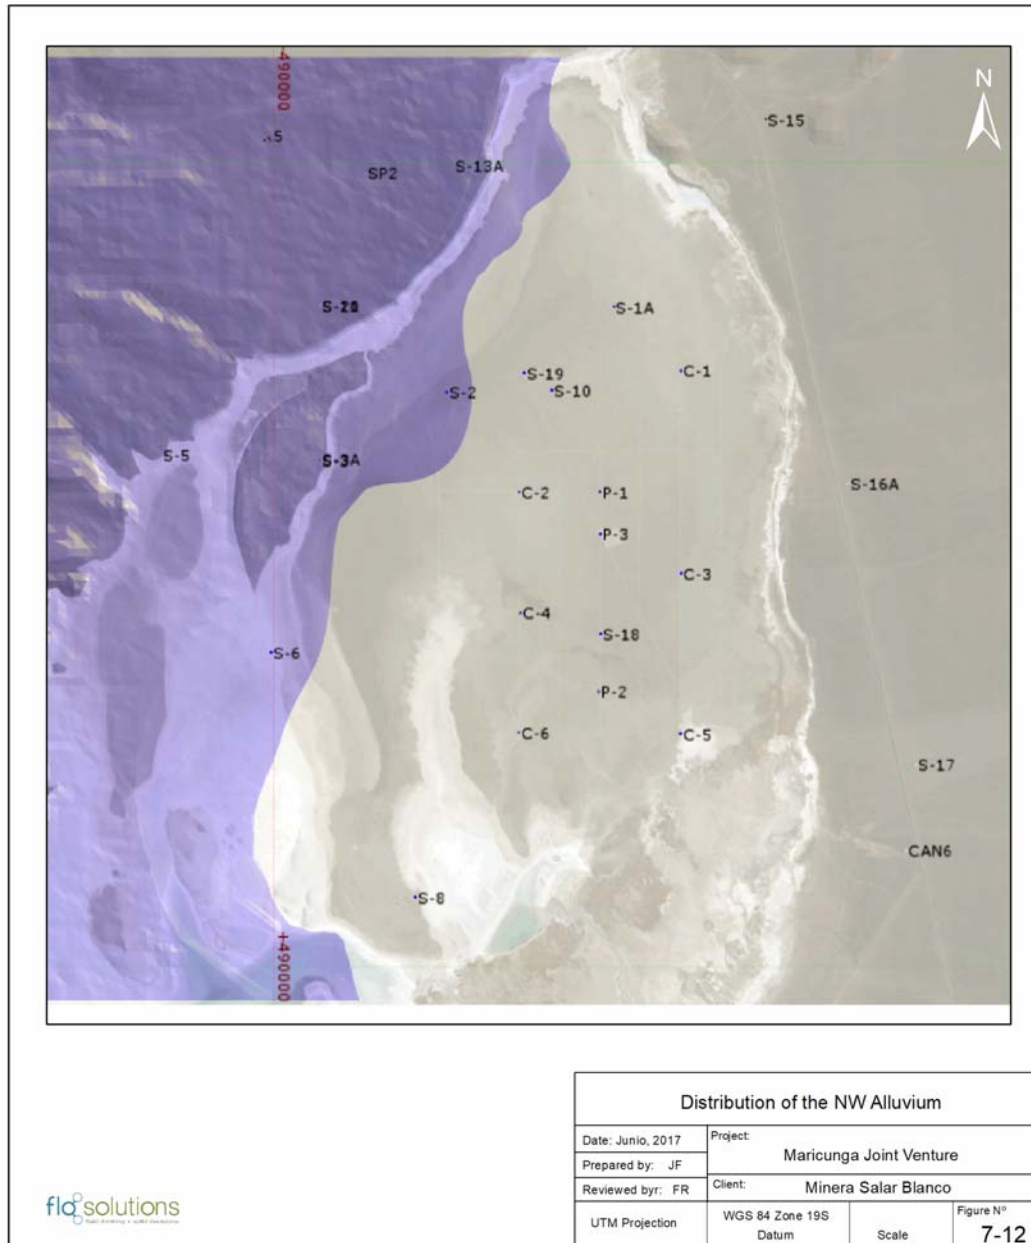 490000
N
S-15
5
S-13A
SP2
S-1A
S-19
C-1
S-2
S-10
S-5
S-3A
S-16A
C-2
P-1
P-3
C-3
C-4
S-18
S-6
P-2
C-6
C-5
S-17
CAN6
S-8
+490000
Distribution of the NW Alluvium
Date: Junio, 2017
Project:
Maricunga Joint Venture
Prepared by: JF
Reviewed byr: FR
Client: Minera Salar Blanco
UTM Projection
WGS 84 Zone 19S
Datum
Scale
Figure Nº
7-12
flo solutions